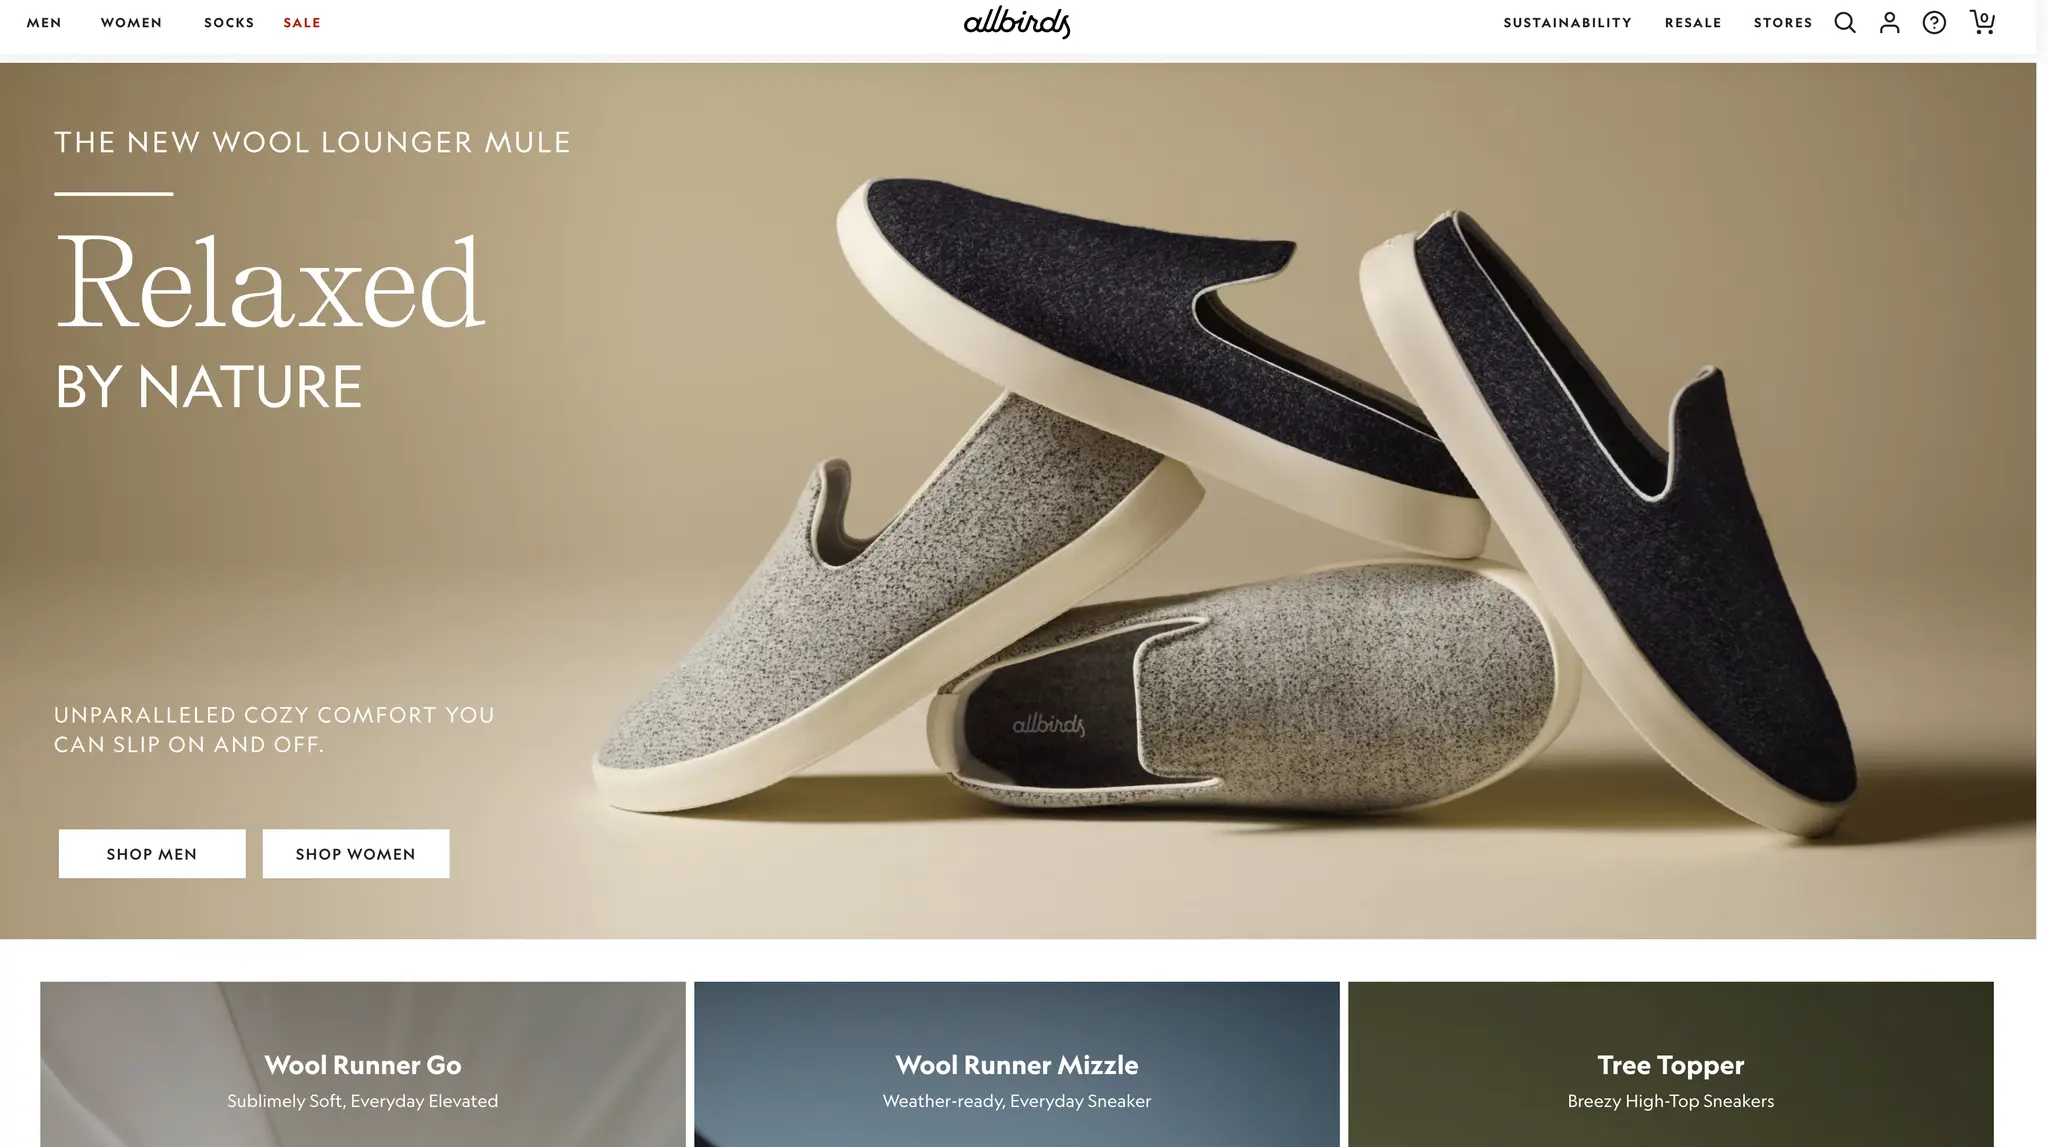 MEN
WOMEN
SOCKS
SALE
allbirds
SUSTAINABILITY
RESALE
STORES
?
0
THE NEW WOOL LOUNGER MULE
Relaxed
BY NATURE
allbirds
UNPARALLELED COZY COMFORT YOU
CAN SLIP ON AND OFF.
SHOP MEN
SHOP WOMEN
Wool Runner Go
Sublimely Soft, Everyday Elevated
Wool Runner Mizzle
Weather-ready, Everyday Sneaker
Tree Topper
Breezy High-Top Sneakers